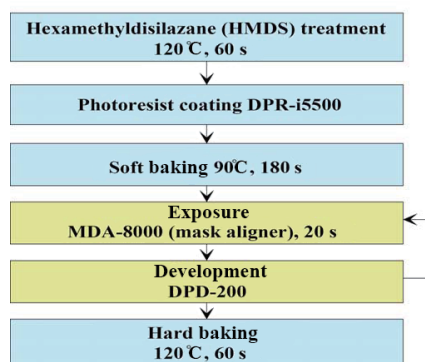 Hexamethyldisilazane (HMDS) treatment
120℃, 60 s
Photoresist coating DPR-i5500
Soft baking 90℃, 180 s
Exposure
MDA-8000 (mask aligner), 20 s
Development
DPD-200
Hard baking
120℃, 60 s